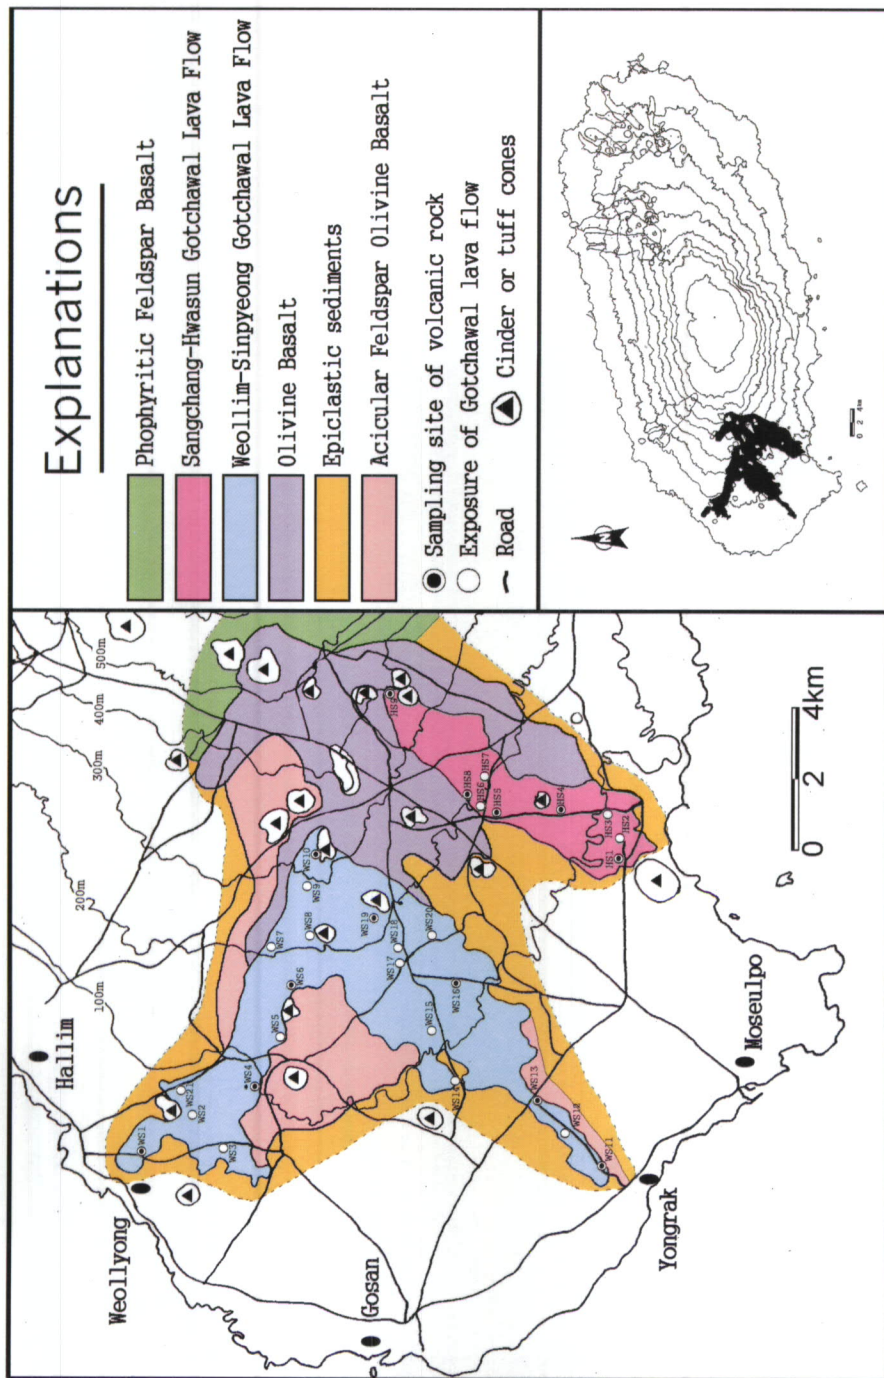 Explanations
Phophyritic Feldspar Basalt
Sangchang-Hwasun Gotchawal Lava Flow
Weollim-Sinpyeong Gotchawal Lava Flow
Olivine Basalt
Epiclastic sediments
Acicular Feldspar Olivine Basalt
Sampling site of volcanic rock
Exposure of Gotchawal lava flow
Road
Cinder or tuff cones
N
0 2 4km
Hallim
Weollyong
Gosan
Yongrak
Moseulpo
100m
200m
300m
400m
500m
WS1
WS21
WS2
WS3
WS4
WS5
WS6
WS7
WS8
WS9
WS10
WS19
WS18
WS17
WS20
WS15
WS16
WS13
WS12
WS11
HS8
HS7
HS6
HS5
HS4
HS3
HS2
HS1
0 2 4km